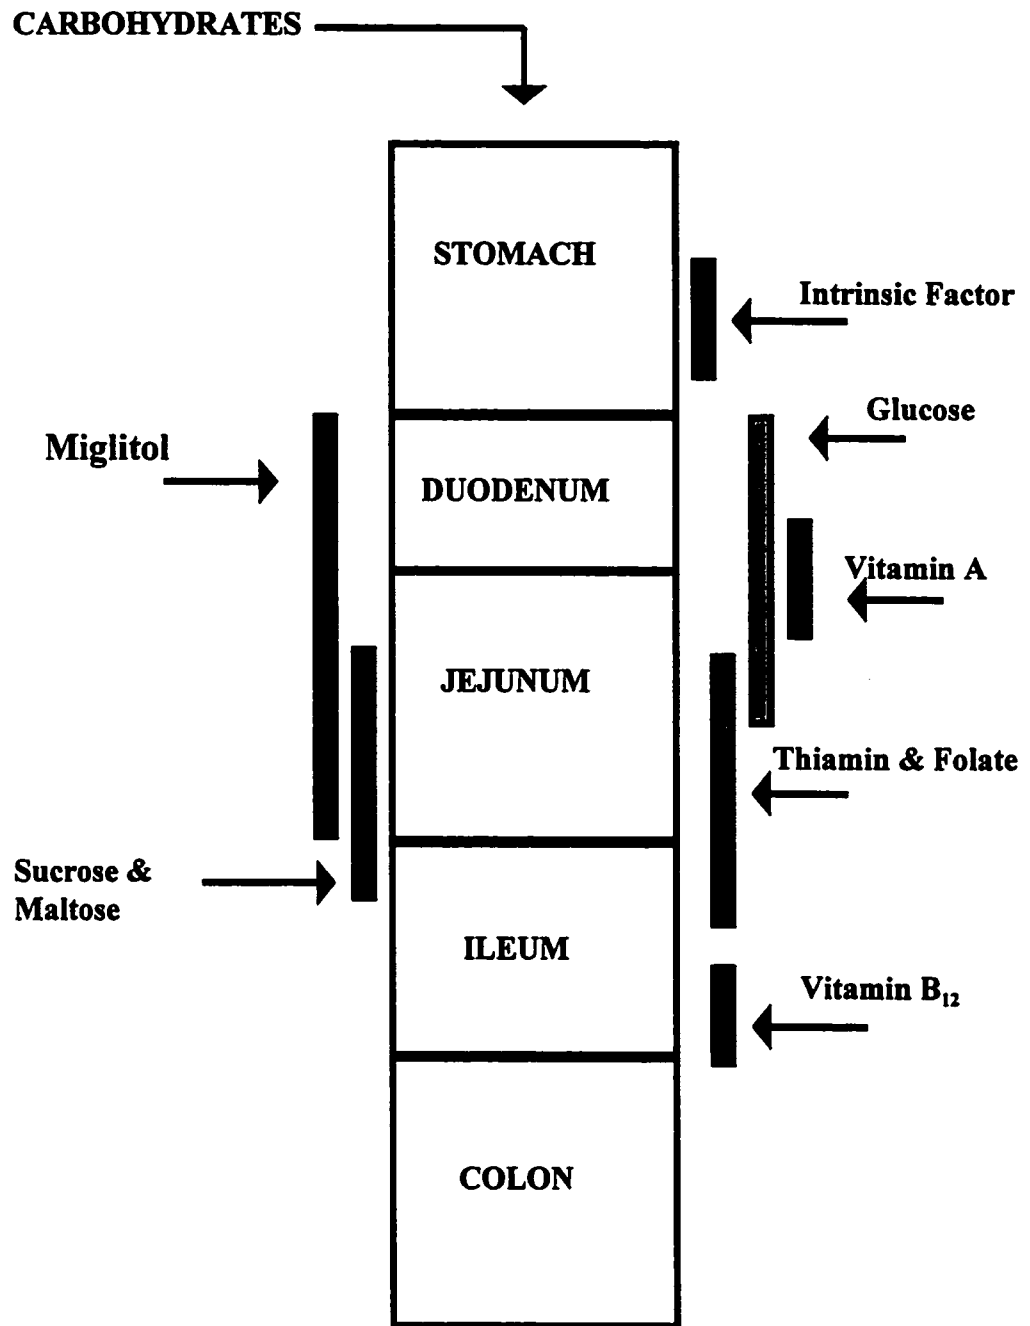 CARBOHYDRATES
STOMACH
Intrinsic Factor
Glucose
Miglitol
DUODENUM
Vitamin A
JEJUNUM
Thiamin & Folate
Sucrose &
Maltose
ILEUM
Vitamin B₁₂
COLON